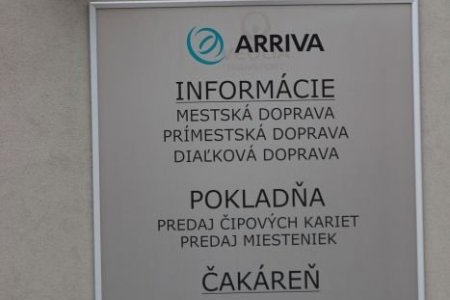 ARRIVA
INFORMÁCIE
MESTSKÁ DOPRAVA
PRÍMESTSKÁ DOPRAVA
DIAĽKOVÁ DOPRAVA
POKLADŇA
PREDAJ ČIPOVÝCH KARIET
PREDAJ MIESTENIEK
ČAKÁREŇ